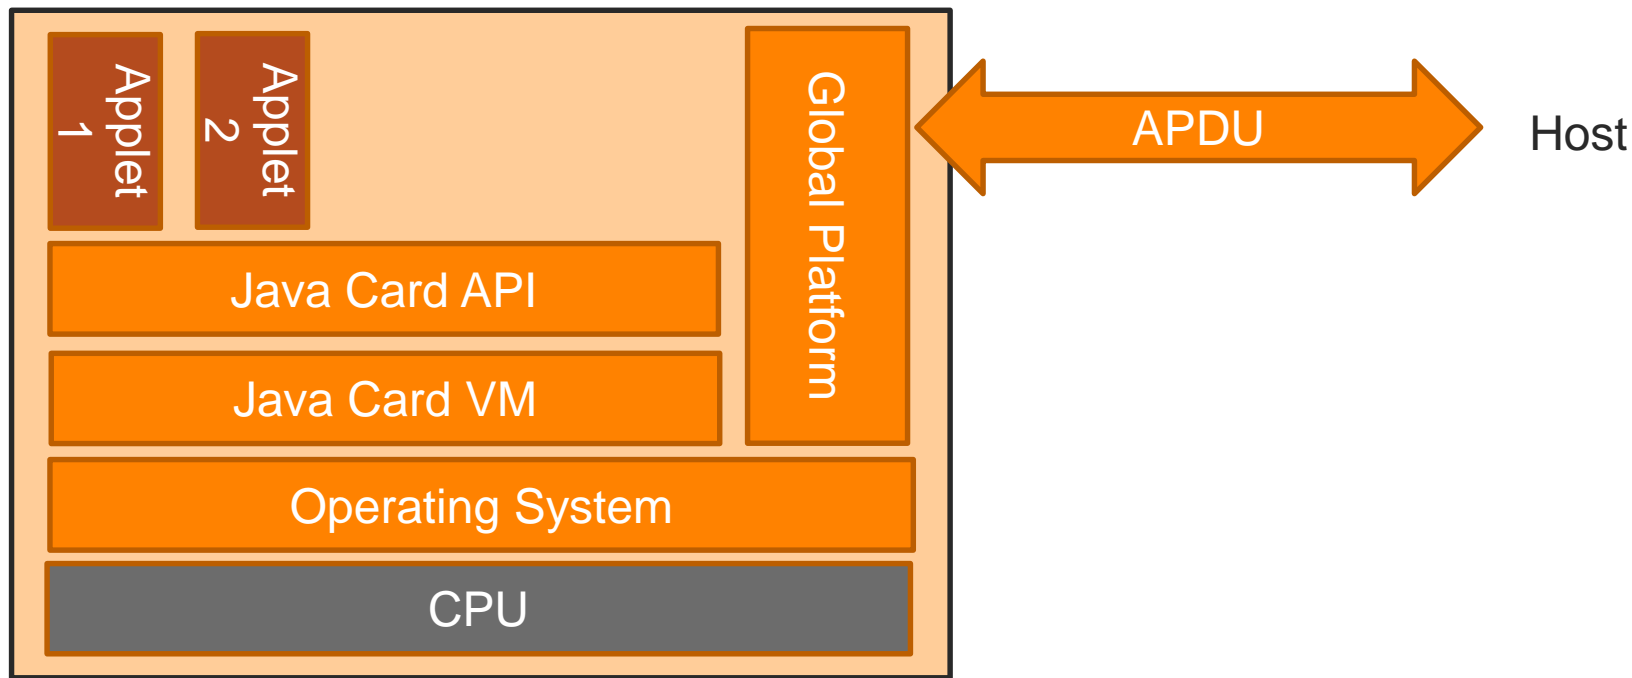 Applet
1
Applet
2
Global Platform
APDU
Host
Java Card API
Java Card VM
Operating System
CPU